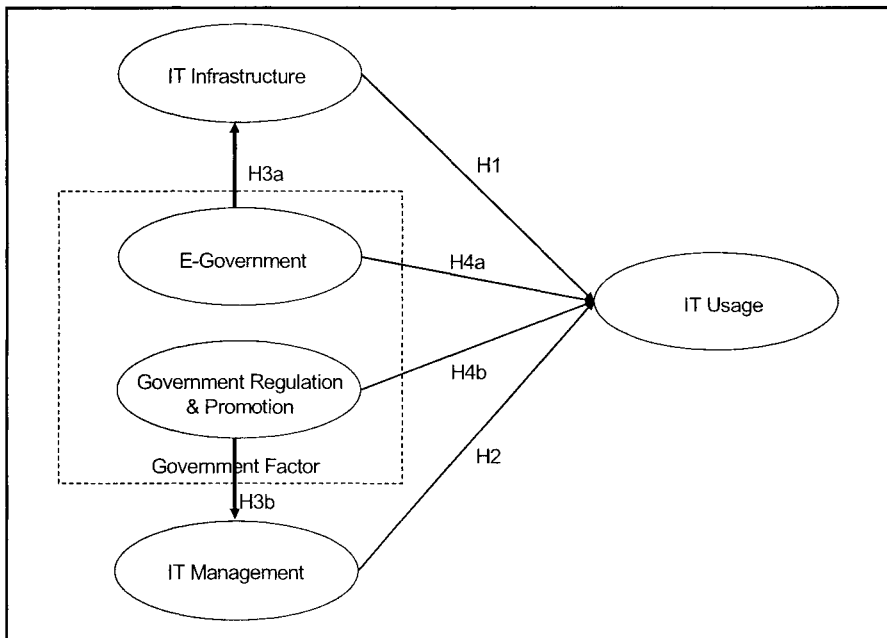 IT Infrastructure
H3a
H1
E-Government
H4a
IT Usage
Government Regulation
& Promotion
H4b
Government Factor
H2
H3b
IT Management